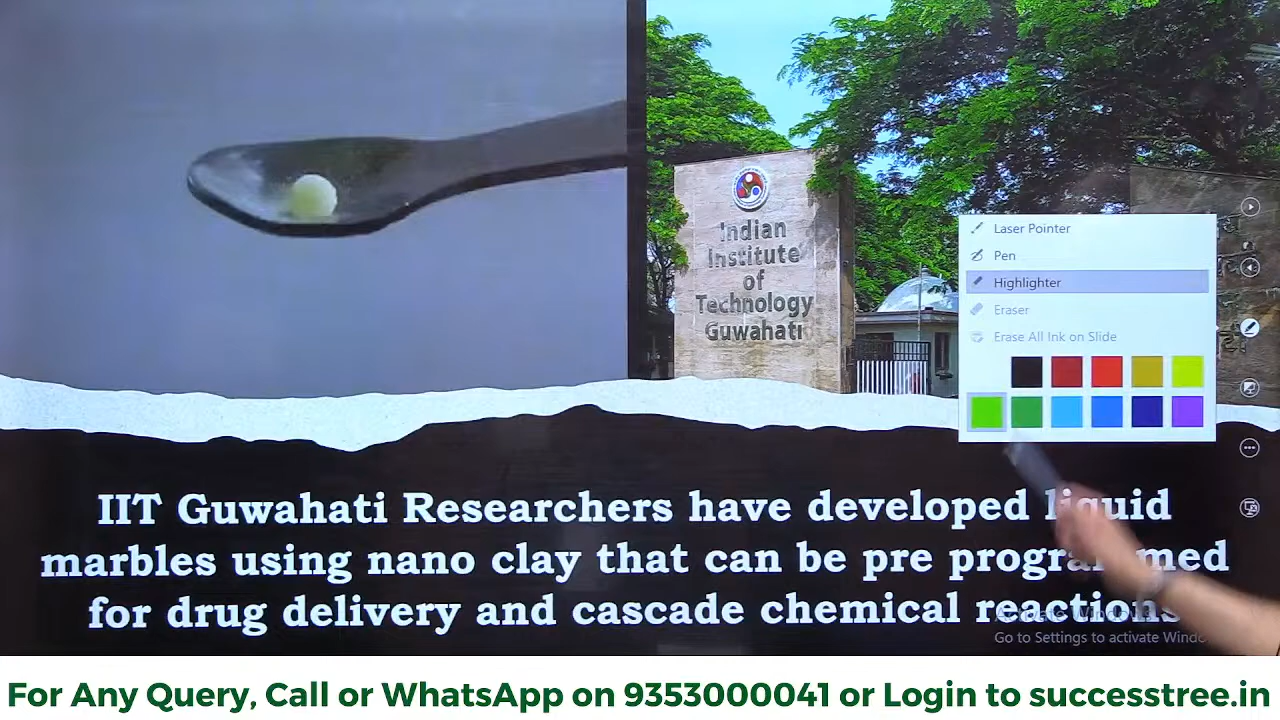 Indian
Institute
of
Technology
Guwahati
Laser Pointer
Pen
Highlighter
Eraser
Erase All Ink on Slide
IIT Guwahati Researchers have developed liquid
marbles using nano clay that can be pre programmed
for drug delivery and cascade chemical reactions
Activate Windows
Go to Settings to activate Windo
For Any Query, Call or WhatsApp on 9353000041 or Login to successtree.in